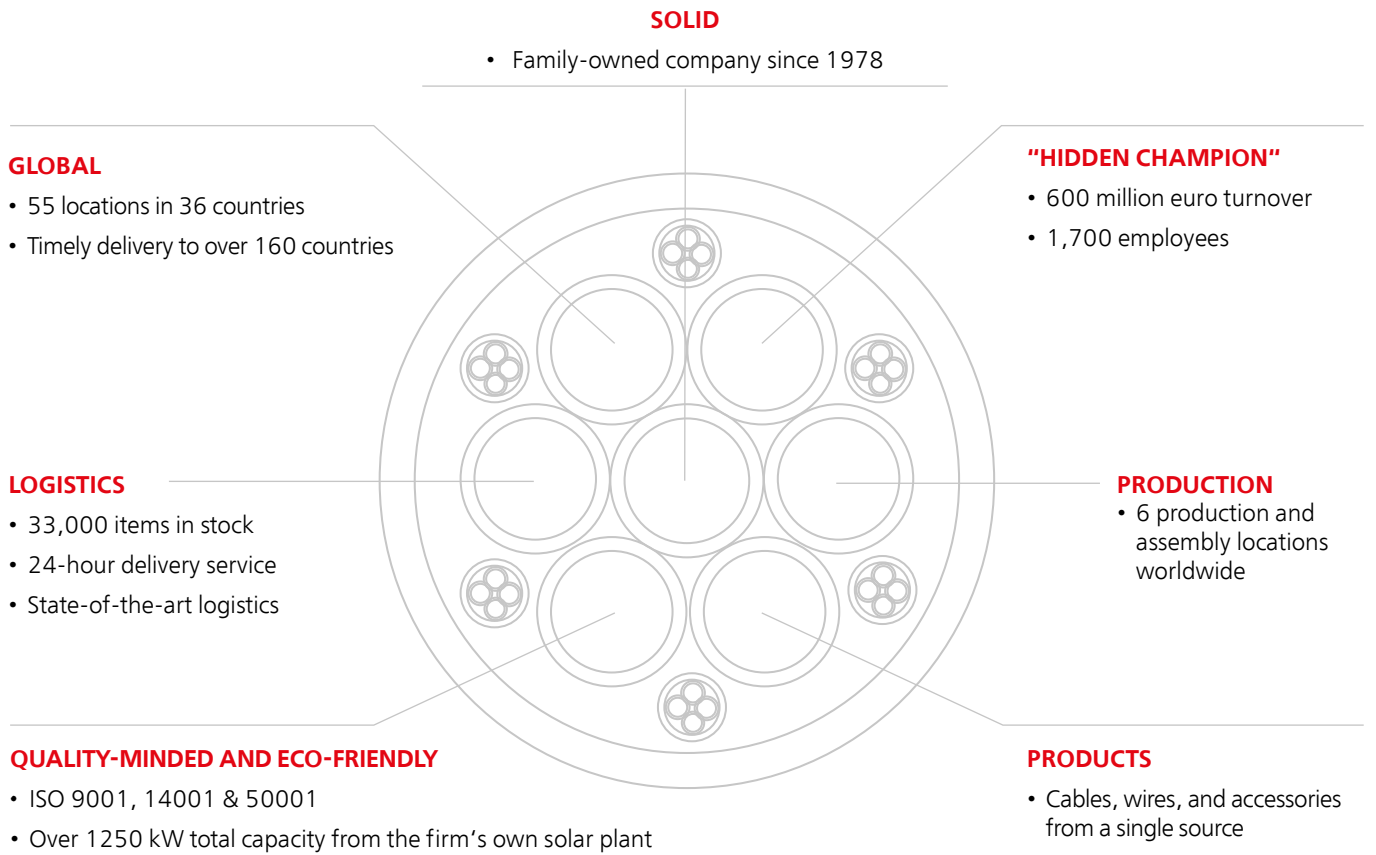 SOLID
• Family-owned company since 1978
GLOBAL
• 55 locations in 36 countries
• Timely delivery to over 160 countries
"HIDDEN CHAMPION"
• 600 million euro turnover
• 1,700 employees
LOGISTICS
• 33,000 items in stock
• 24-hour delivery service
• State-of-the-art logistics
PRODUCTION
• 6 production and
assembly locations
worldwide
QUALITY-MINDED AND ECO-FRIENDLY
• ISO 9001, 14001 & 50001
• Over 1250 kW total capacity from the firm‘s own solar plant
PRODUCTS
• Cables, wires, and accessories
from a single source